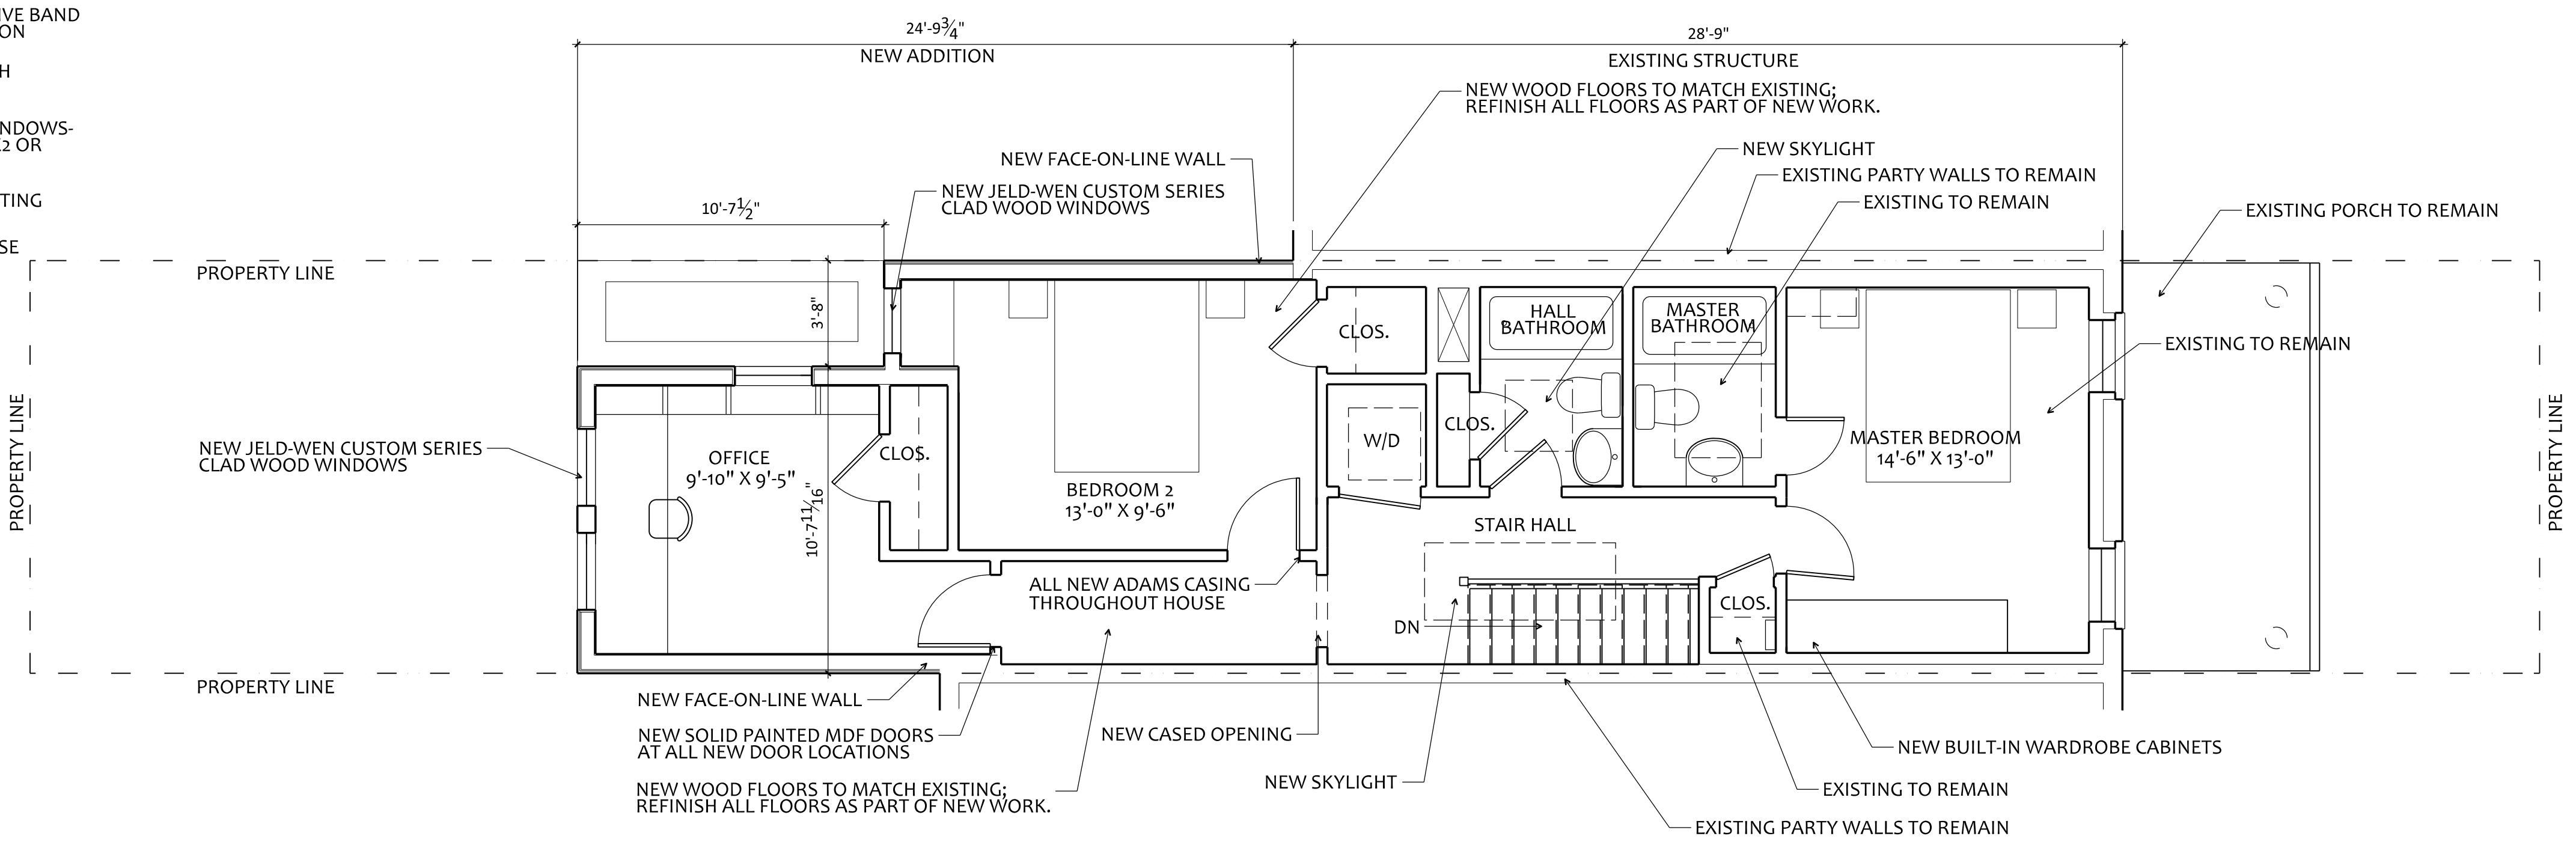 IVE BAND
ON
H
NDOWS-
2 OR
TING
SE
24'-9¾"
NEW ADDITION
28'-9"
EXISTING STRUCTURE
NEW WOOD FLOORS TO MATCH EXISTING;
REFINISH ALL FLOORS AS PART OF NEW WORK.
NEW FACE-ON-LINE WALL
NEW SKYLIGHT
EXISTING PARTY WALLS TO REMAIN
NEW JELD-WEN CUSTOM SERIES
CLAD WOOD WINDOWS
EXISTING TO REMAIN
10'-7½"
EXISTING PORCH TO REMAIN
PROPERTY LINE
3'-8"
CLOS.
HALL
BATHROOM
MASTER
BATHROOM
EXISTING TO REMAIN
PROPERTY LINE
NEW JELD-WEN CUSTOM SERIES
CLAD WOOD WINDOWS
OFFICE
9'-10" X 9'-5"
CLOS.
10'-7 11/16"
BEDROOM 2
13'-0" X 9'-6"
W/D
CLOS.
MASTER BEDROOM
14'-6" X 13'-0"
PROPERTY LINE
STAIR HALL
ALL NEW ADAMS CASING
THROUGHOUT HOUSE
DN
CLOS.
PROPERTY LINE
NEW FACE-ON-LINE WALL
NEW SOLID PAINTED MDF DOORS
AT ALL NEW DOOR LOCATIONS
NEW CASED OPENING
NEW BUILT-IN WARDROBE CABINETS
NEW WOOD FLOORS TO MATCH EXISTING;
REFINISH ALL FLOORS AS PART OF NEW WORK.
NEW SKYLIGHT
EXISTING TO REMAIN
EXISTING PARTY WALLS TO REMAIN